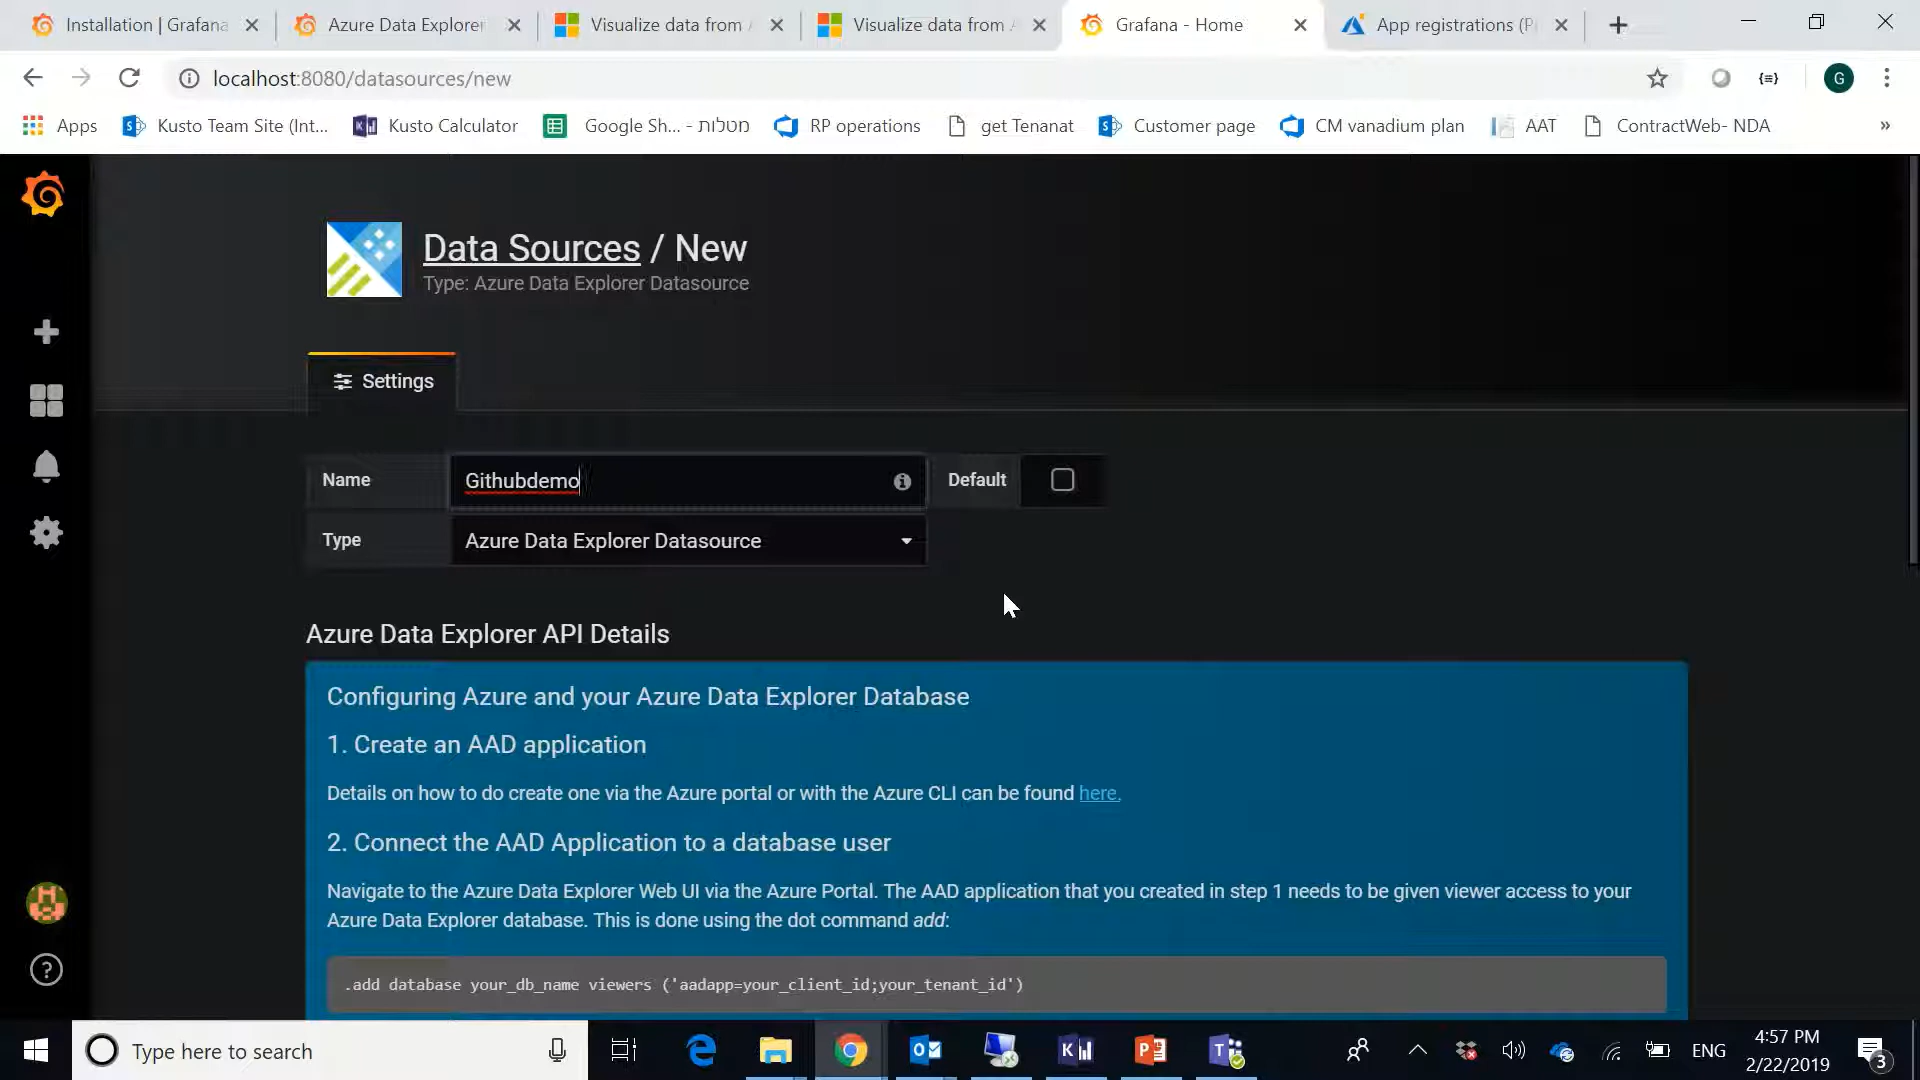 Installation | Grafana
Azure Data Explorer
Visualize data from
Visualize data from
Grafana - Home
App registrations (P
localhost:8080/datasources/new
G
Apps
Kusto Team Site (Int...
Kusto Calculator
Google Sh... - מטלות
RP operations
get Tenanat
Customer page
CM vanadium plan
AAT
ContractWeb- NDA
»
Data Sources / New
Type: Azure Data Explorer Datasource
Settings
Name
Githubdemo
Default
Type
Azure Data Explorer Datasource
Azure Data Explorer API Details
Configuring Azure and your Azure Data Explorer Database
1. Create an AAD application
Details on how to do create one via the Azure portal or with the Azure CLI can be found here.
2. Connect the AAD Application to a database user
Navigate to the Azure Data Explorer Web UI via the Azure Portal. The AAD application that you created in step 1 needs to be given viewer access to your
Azure Data Explorer database. This is done using the dot command add:
.add database your_db_name viewers ('aadapp=your_client_id;your_tenant_id')
Type here to search
ENG
4:57 PM
2/22/2019
3